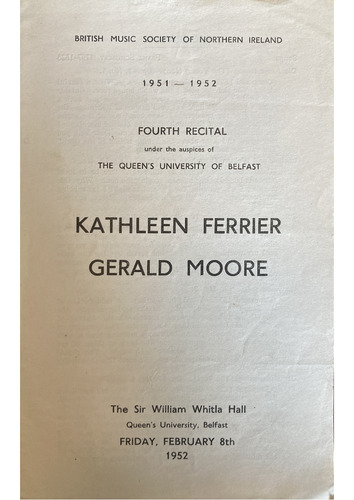 BRITISH MUSIC SOCIETY OF NORTHERN IRELAND
1951 — 1952
FOURTH RECITAL
under the auspices of
THE QUEEN'S UNIVERSITY OF BELFAST
KATHLEEN FERRIER
GERALD MOORE
The Sir William Whitla Hall
Queen's University, Belfast
FRIDAY, FEBRUARY 8th
1952